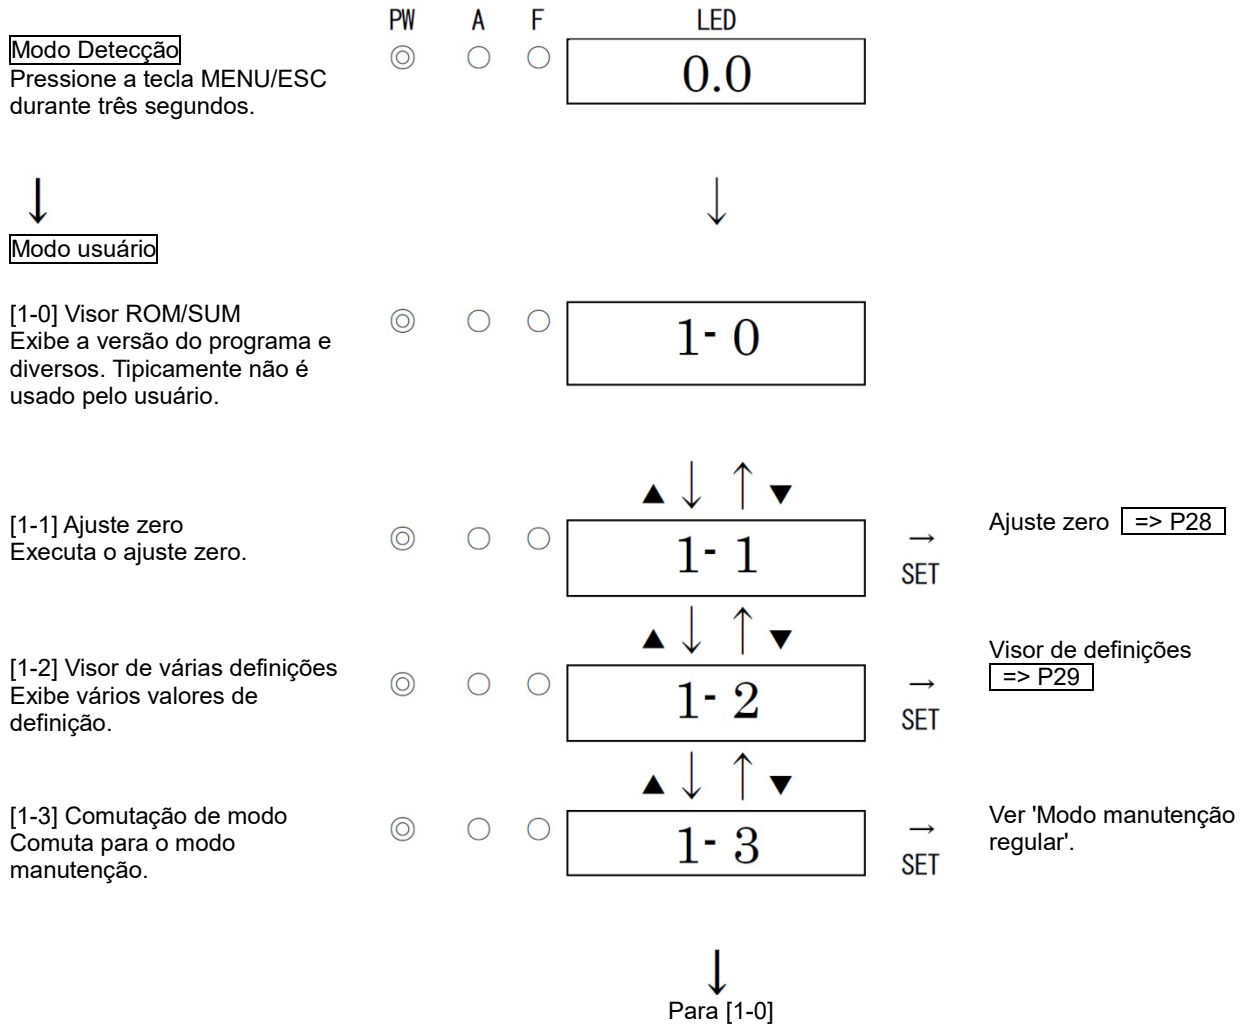 PW A F LED
Modo Detecção
Pressione a tecla MENU/ESC
durante três segundos.
◎ ○ ○ 0.0
↓ ↓
Modo usuário
[1-0] Visor ROM/SUM
Exibe a versão do programa e
diversos. Tipicamente não é
usado pelo usuário.
◎ ○ ○ 1- 0
▲ ↓ ↑ ▼
[1-1] Ajuste zero
Executa o ajuste zero.
◎ ○ ○ 1- 1
→
SET
Ajuste zero => P28
▲ ↓ ↑ ▼
[1-2] Visor de várias definições
Exibe vários valores de
definição.
◎ ○ ○ 1- 2
→
SET
Visor de definições
=> P29
▲ ↓ ↑ ▼
[1-3] Comutação de modo
Comuta para o modo
manutenção.
◎ ○ ○ 1- 3
→
SET
Ver 'Modo manutenção
regular'.
↓
Para [1-0]